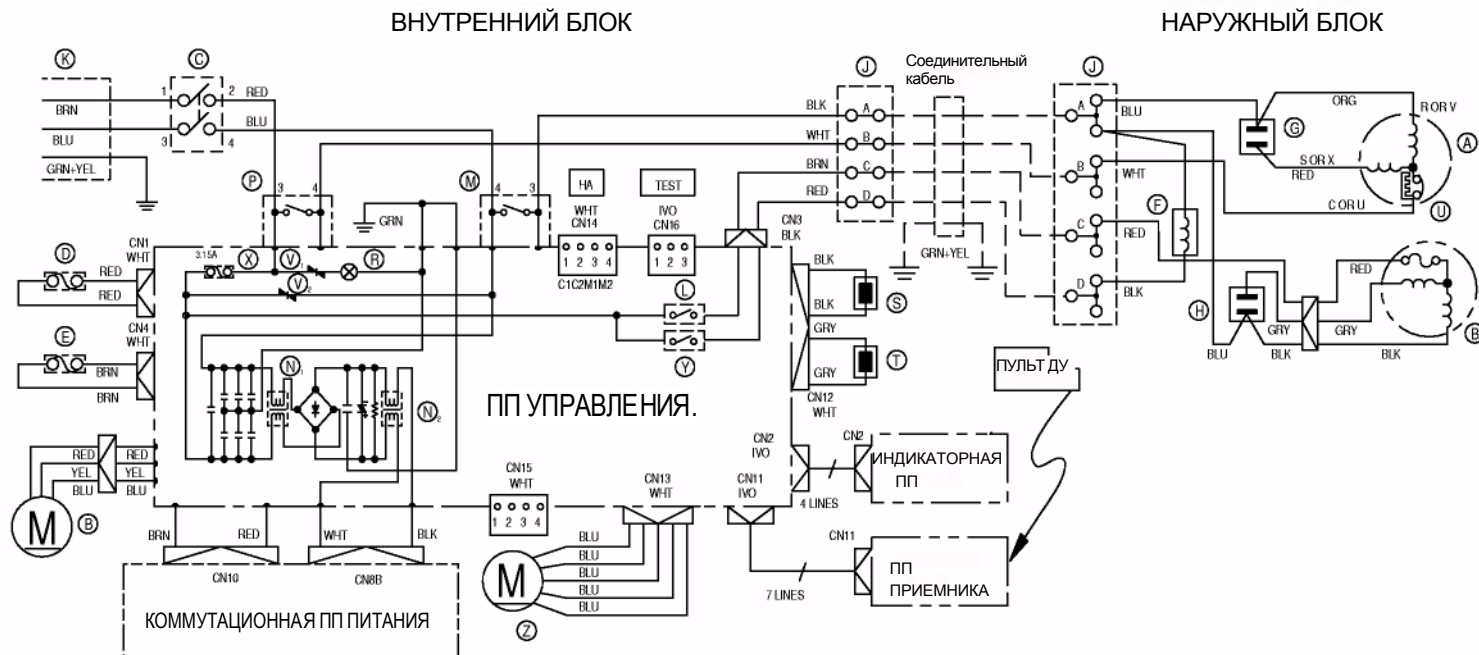 ВНУТРЕННИЙ БЛОК
НАРУЖНЫЙ БЛОК
K
C
J
Соединительный
кабель
J
1
2
RED
BRN
BLU
3
4
BLU
GRN+YEL
BLK
A
WHT
B
BRN
C
RED
D
GRN+YEL
A
BLU
B
WHT
C
RED
D
BLK
F
ORG
R OR V
G
A
S OR X
RED
C OR U
U
RED
H
GRY
GRY
B
BLU
BLK
BLK
P
3
4
M
4
3
GRN
HA
WHT
CN14
1 2 3 4
C1C2M1M2
TEST
IVO
CN16
1 2 3
CN3
BLK
CN1
WHT
D
RED
RED
3.15A
X
V1
R
V2
L
Y
BLK
BLK
S
GRY
GRY
T
CN12
WHT
CN4
WHT
E
BRN
BRN
N1
N2
ПП УПРАВЛЕНИЯ.
ПУЛЬТ ДУ
RED
RED
YEL
YEL
BLU
BLU
M
B
CN15
WHT
1 2 3 4
CN13
WHT
CN2
IVO
CN2
4 LINES
ИНДИКАТОРНАЯ
ПП
CN11
IVO
CN11
7 LINES
ПП
ПРИЕМНИКА
BRN
RED
WHT
BLK
CN10
CN8B
КОММУТАЦИОННАЯ ПП ПИТАНИЯ
M
Z
BLU
BLU
BLU
BLU
BLU